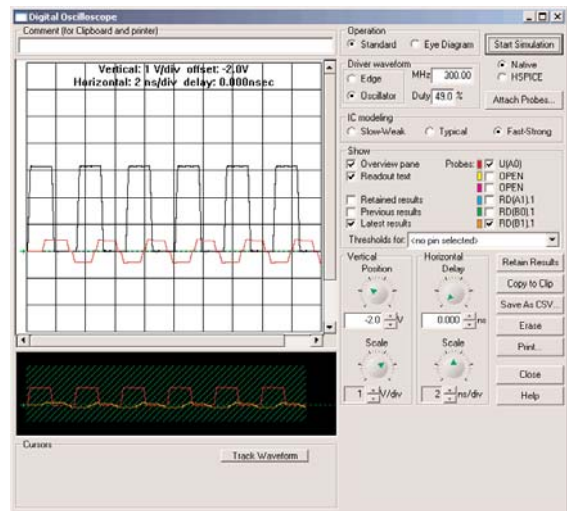 Digital Oscilloscope
Comment (for Clipboard and printer)
Vertical: 1 V/div offset: -2.0V
Horizontal: 2 ns/div delay: 0.000nsec
Cursors
Track Waveform
Operation
Standard
Eye Diagram
Start Simulation
Driver waveform
Edge
MHz
300.00
Oscillator
Duty
49.0 %
Native
HSPICE
Attach Probes...
IC modeling
Slow-Weak
Typical
Fast-Strong
Show
Overview pane
Probes:
U(A0)
Readout text
OPEN
OPEN
Retained results
RD(A1).1
Previous results
RD(B0).1
Latest results
RD(B1).1
Thresholds for:
<no pin selected>
Vertical
Position
-2.0
V
Scale
1
V/div
Horizontal
Delay
0.000
ns
Scale
2
ns/div
Retain Results
Copy to Clip
Save As CSV...
Erase
Print...
Close
Help